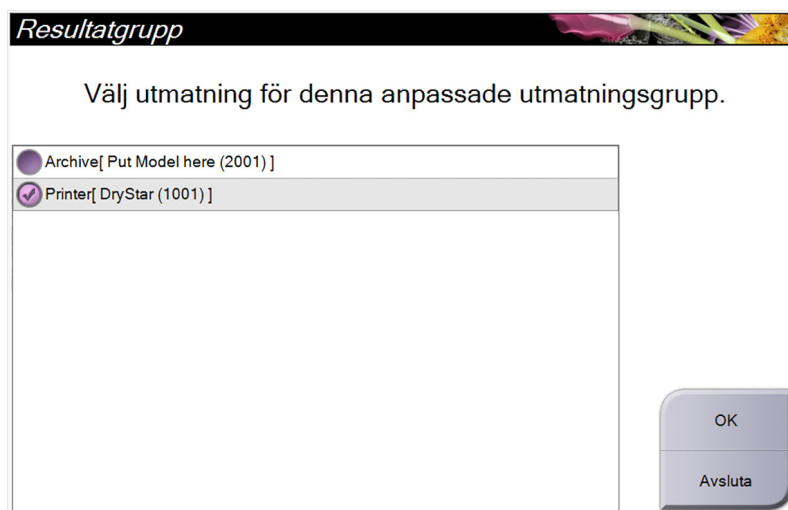 Resultatgrupp
Välj utmatning för denna anpassade utmatningsgrupp.
Archive[ Put Model here (2001) ]
Printer[ DryStar (1001) ]
OK
Avsluta